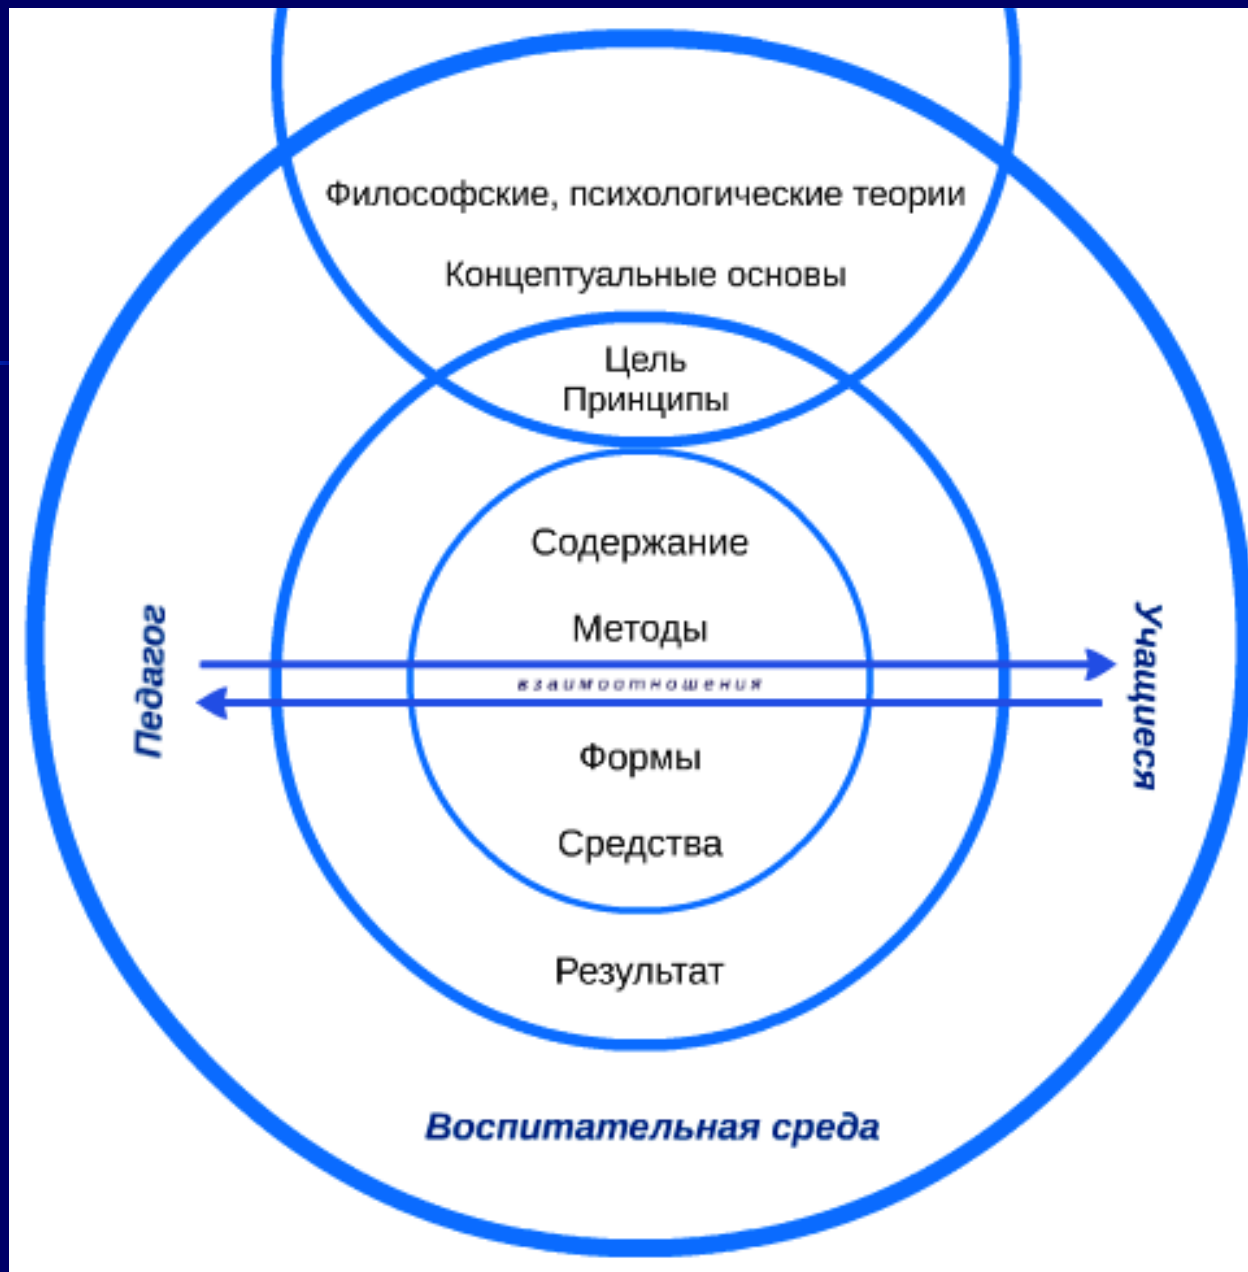 Философские, психологические теории
Концептуальные основы
Цель
Принципы
Содержание
Методы
Педагог
взаимоотношения
Учащиеся
Формы
Средства
Результат
Воспитательная среда